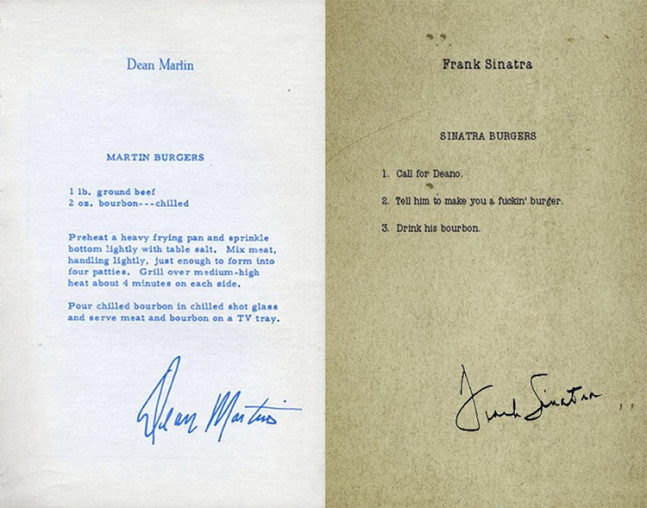 Dean Martin
MARTIN BURGERS
1 lb. ground beef
2 oz. bourbon---chilled
Preheat a heavy frying pan and sprinkle
bottom lightly with table salt. Mix meat,
handling lightly, just enough to form into
four patties. Grill over medium-high
heat about 4 minutes on each side.
Pour chilled bourbon in chilled shot glass
and serve meat and bourbon on a TV tray.
Dean Martin
Frank Sinatra
SINATRA BURGERS
1. Call for Deano.
2. Tell him to make you a fuckin' burger.
3. Drink his bourbon.
Frank Sinatra